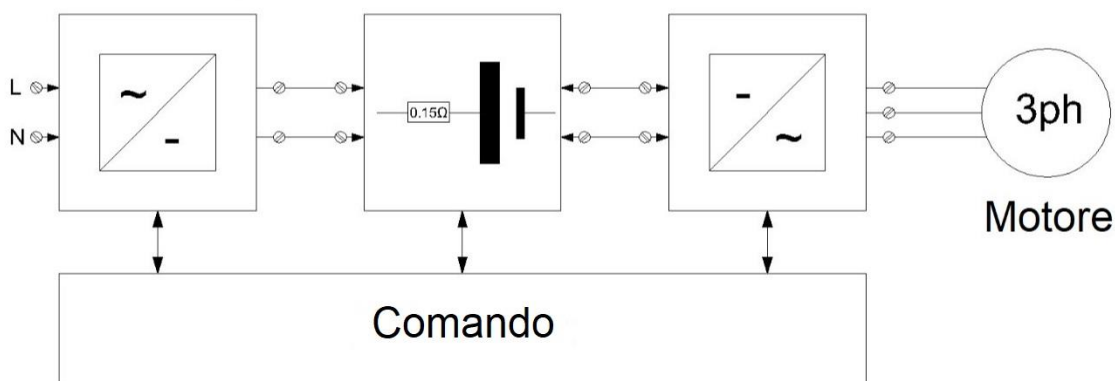 L
N
~
-
0.15Ω
-
~
3ph
Motore
Comando